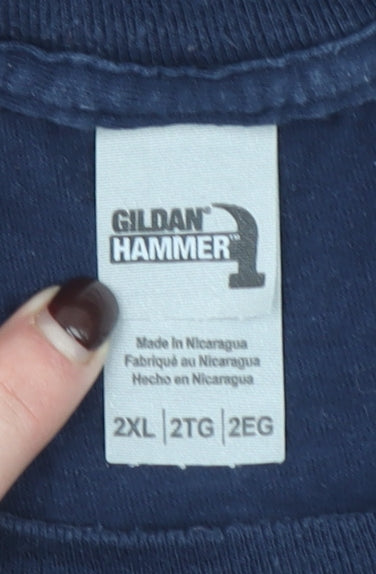 GILDAN®
HAMMER™
Made in Nicaragua
Fabriqué au Nicaragua
Hecho en Nicaragua
2XL | 2TG | 2EG